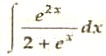 ∫ e^{2x} / (2 + e^x) dx